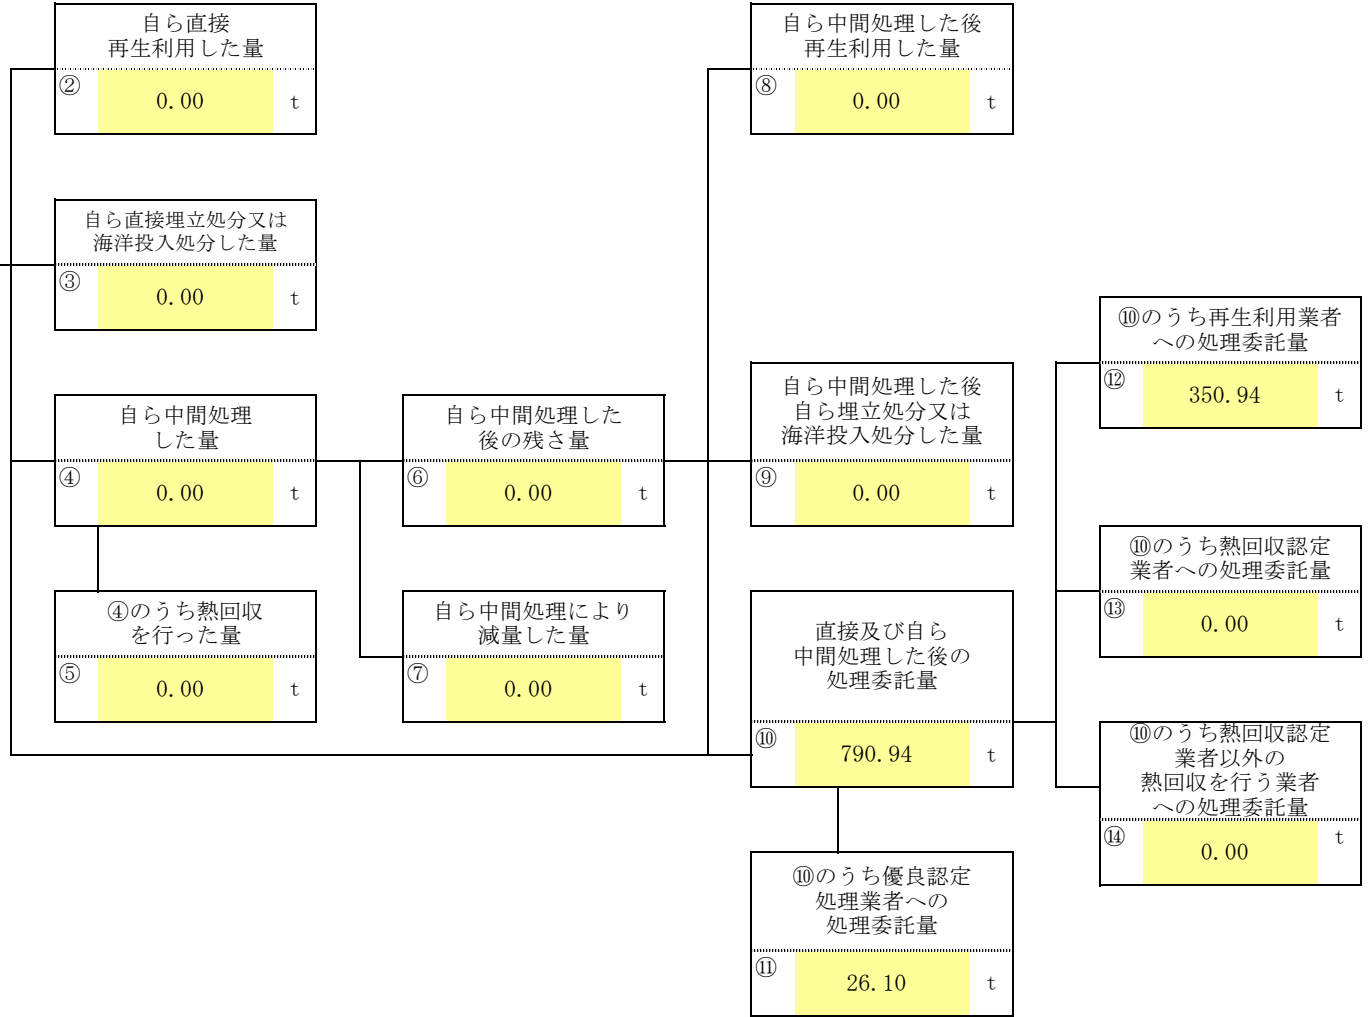 自ら直接
再生利用した量
② 0.00 t
自ら直接埋立処分又は
海洋投入処分した量
③ 0.00 t
自ら中間処理
した量
④ 0.00 t
④のうち熱回収
を行った量
⑤ 0.00 t
自ら中間処理した
後の残さ量
⑥ 0.00 t
自ら中間処理により
減量した量
⑦ 0.00 t
自ら中間処理した後
再生利用した量
⑧ 0.00 t
自ら中間処理した後
自ら埋立処分又は
海洋投入処分した量
⑨ 0.00 t
直接及び自ら
中間処理した後の
処理委託量
⑩ 790.94 t
⑩のうち優良認定
処理業者への
処理委託量
⑪ 26.10 t
⑩のうち再生利用業者
への処理委託量
⑫ 350.94 t
⑩のうち熱回収認定
業者への処理委託量
⑬ 0.00 t
⑩のうち熱回収認定
業者以外の
熱回収を行う業者
への処理委託量
⑭ 0.00 t